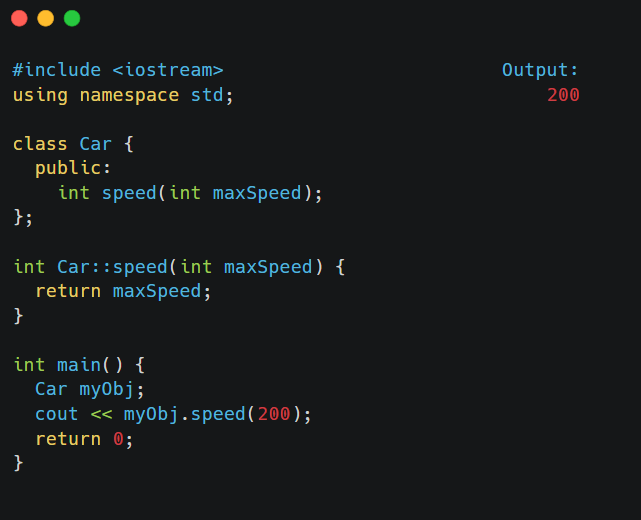 #include <iostream>
using namespace std;
class Car {
  public:
    int speed(int maxSpeed);
};
int Car::speed(int maxSpeed) {
  return maxSpeed;
}
int main() {
  Car myObj;
  cout << myObj.speed(200);
  return 0;
}
Output:
200